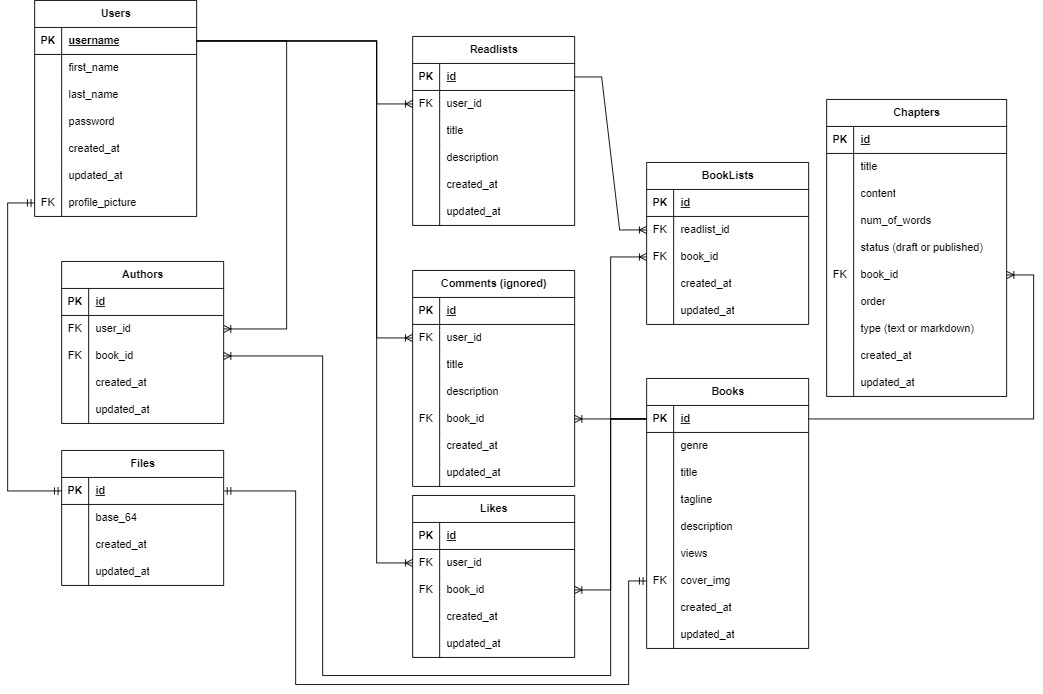 Users
PK username
first_name
last_name
password
created_at
updated_at
FK profile_picture
Authors
PK id
FK user_id
FK book_id
created_at
updated_at
Files
PK id
base_64
created_at
updated_at
Readlists
PK id
FK user_id
title
description
created_at
updated_at
Comments (ignored)
PK id
FK user_id
title
description
FK book_id
created_at
updated_at
Likes
PK id
FK user_id
FK book_id
created_at
updated_at
BookLists
PK id
FK readlist_id
FK book_id
created_at
updated_at
Books
PK id
genre
title
tagline
description
views
FK cover_img
created_at
updated_at
Chapters
PK id
title
content
num_of_words
status (draft or published)
FK book_id
order
type (text or markdown)
created_at
updated_at